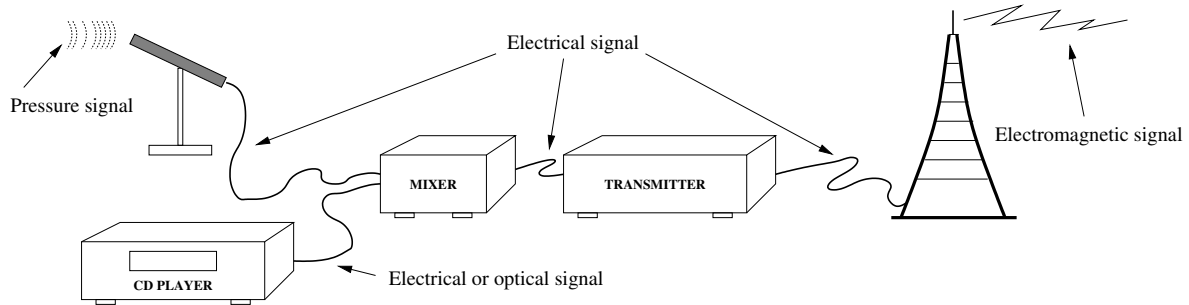 Electrical signal
Pressure signal
Electromagnetic signal
MIXER
TRANSMITTER
CD PLAYER
Electrical or optical signal